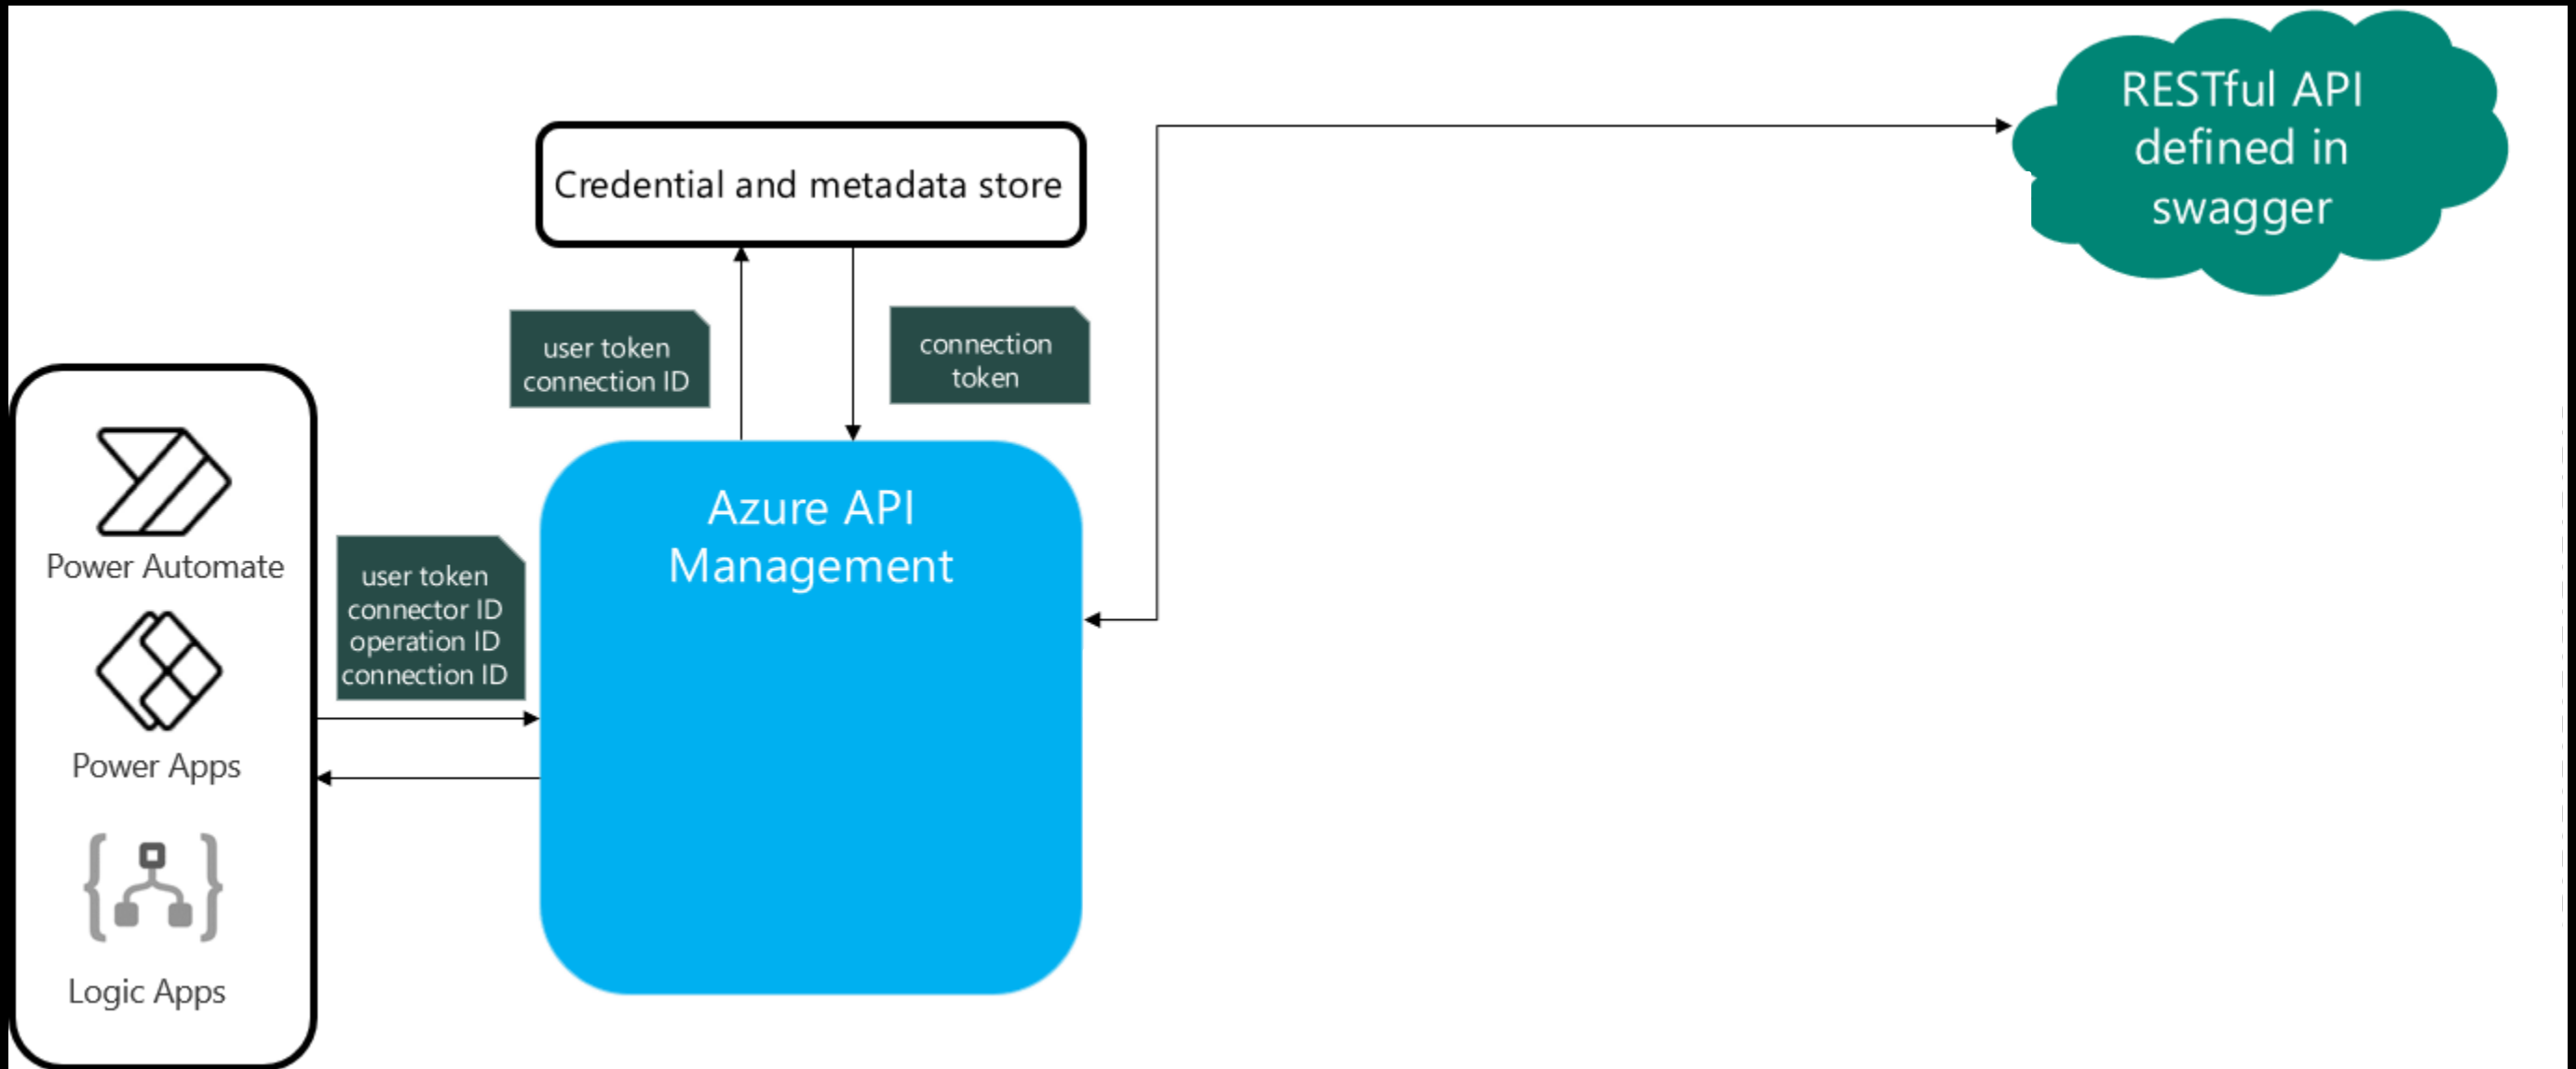 RESTful API
defined in
swagger
Credential and metadata store
user token
connection ID
connection
token
Azure API
Management
Power Automate
user token
connector ID
operation ID
connection ID
Power Apps
Logic Apps